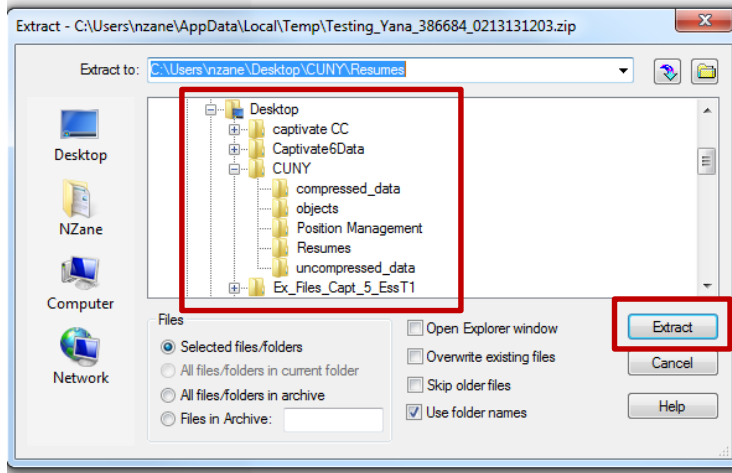 Extract - C:\Users\nzane\AppData\Local\Temp\Testing_Yana_386684_0213131203.zip
Extract to: C:\Users\nzane\Desktop\CUNY\Resumes
Desktop
NZane
Computer
Network
Desktop
captivate CC
Captivate6Data
CUNY
compressed_data
objects
Position Management
Resumes
uncompressed_data
Ex_Files_Capt_5_EssT1
Files
Selected files/folders
All files/folders in current folder
All files/folders in archive
Files in Archive:
Open Explorer window
Overwrite existing files
Skip older files
Use folder names
Extract
Cancel
Help